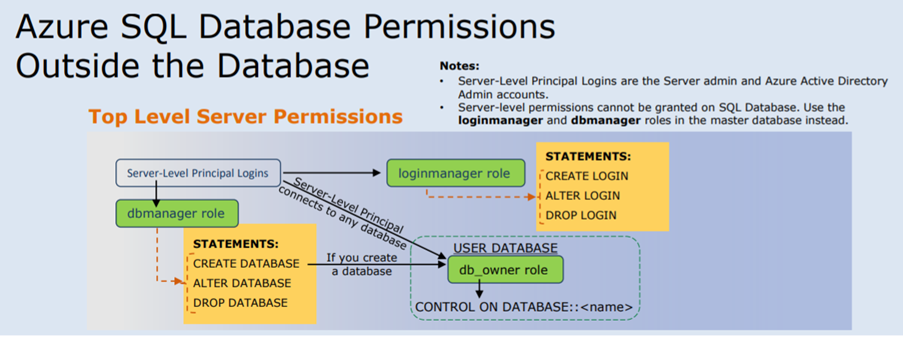 Azure SQL Database Permissions
Outside the Database
Notes:
• Server-Level Principal Logins are the Server admin and Azure Active Directory
Admin accounts.
• Server-level permissions cannot be granted on SQL Database. Use the
loginmanager and dbmanager roles in the master database instead.
Top Level Server Permissions
Server-Level Principal Logins
loginmanager role
STATEMENTS:
CREATE LOGIN
ALTER LOGIN
DROP LOGIN
Server-Level Principal
connects to any database
dbmanager role
STATEMENTS:
CREATE DATABASE
ALTER DATABASE
DROP DATABASE
If you create
a database
USER DATABASE
db_owner role
CONTROL ON DATABASE::<name>